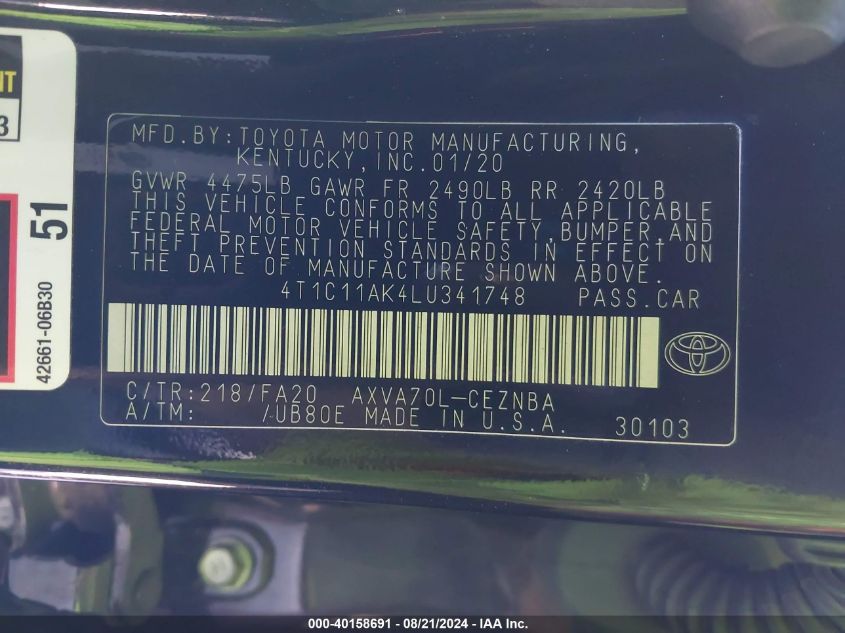 NT
3
51
42661-06B30
MFD.BY:TOYOTA MOTOR MANUFACTURING,
KENTUCKY,INC.01/20
GVWR 4475LB GAWR FR 2490LB RR 2420LB
THIS VEHICLE CONFORMS TO ALL APPLICABLE
FEDERAL MOTOR VEHICLE SAFETY,BUMPER,AND
THEFT PREVENTION STANDARDS IN EFFECT ON
THE DATE OF MANUFACTURE SHOWN ABOVE.
4T1C11AK4LU341748 PASS.CAR
C/TR:218/FA20 AXVA70L-CEZNBA
A/TM: /UB80E MADE IN U.S.A. 30103
000-40158691 - 08/21/2024 - IAA Inc.